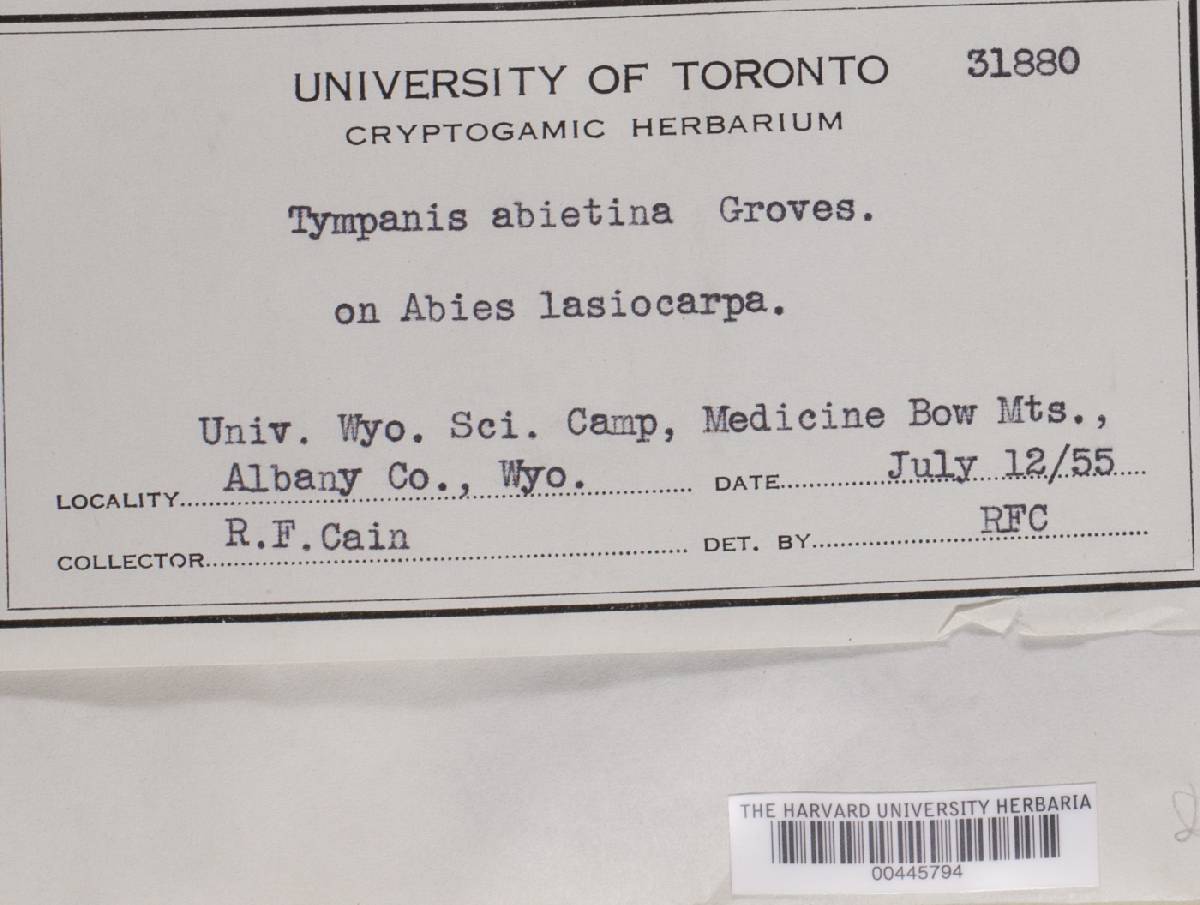 UNIVERSITY OF TORONTO 31880
CRYPTOGAMIC HERBARIUM
Tympanis abietina Groves.
on Abies lasiocarpa.
Univ. Wyo. Sci. Camp, Medicine Bow Mts.,
LOCALITY Albany Co., Wyo. DATE July 12/55
COLLECTOR R.F.Cain DET. BY RFC
THE HARVARD UNIVERSITY HERBARIA
00445794